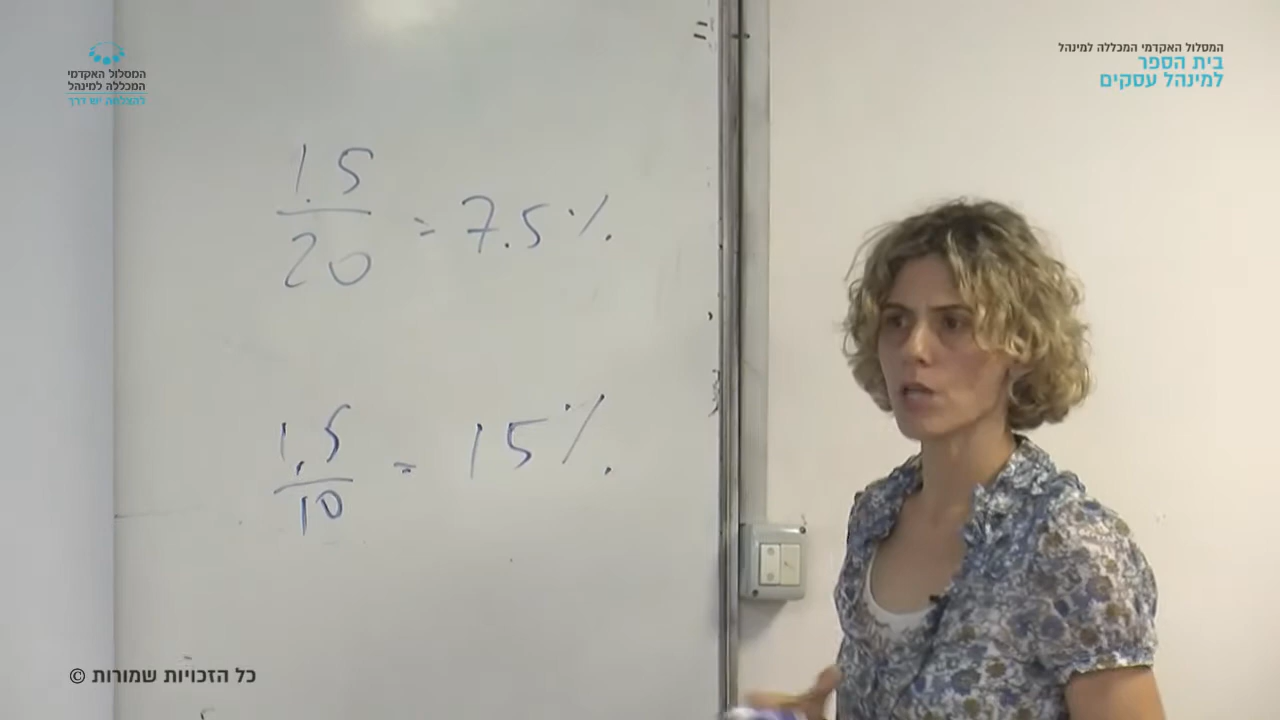 המסלול האקדמי
המכללה למינהל
להצלחה יש דרך
המסלול האקדמי המכללה למינהל
בית הספר
למינהל עסקים
1.5
20
= 7.5%
1.5
10
= 15%
כל הזכויות שמורות ©